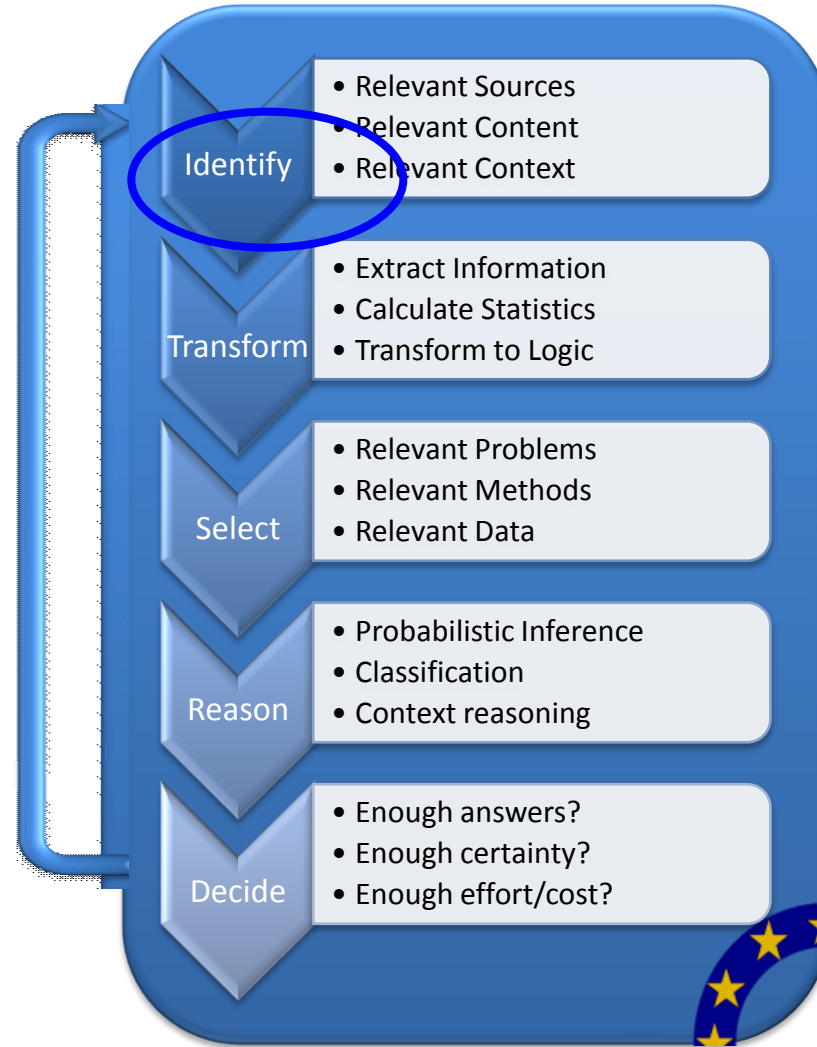 Identify
• Relevant Sources
• Relevant Content
• Relevant Context
Transform
• Extract Information
• Calculate Statistics
• Transform to Logic
Select
• Relevant Problems
• Relevant Methods
• Relevant Data
Reason
• Probabilistic Inference
• Classification
• Context reasoning
Decide
• Enough answers?
• Enough certainty?
• Enough effort/cost?